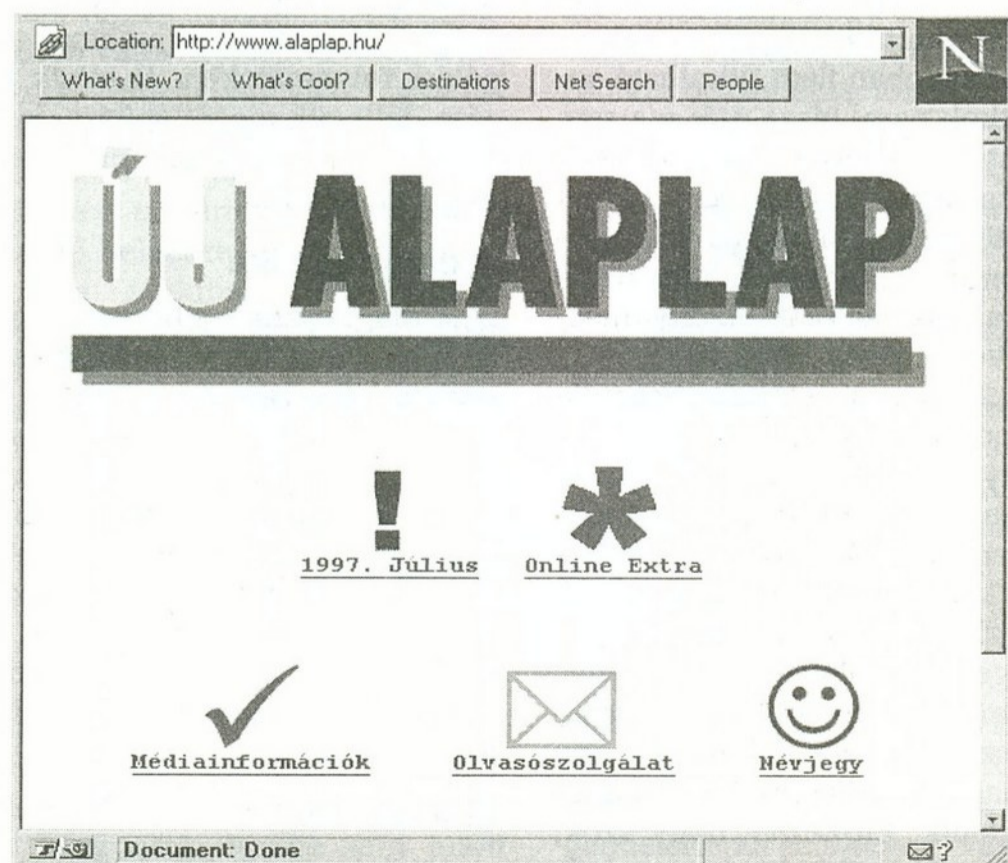 Location: http://www.alaplap.hu/
N
What's New? What's Cool? Destinations Net Search People
ÚJ ALAPLAP
! *
1997. Július Online Extra
Médiainformációk Olvasószolgálat Névjegy
Document: Done ?